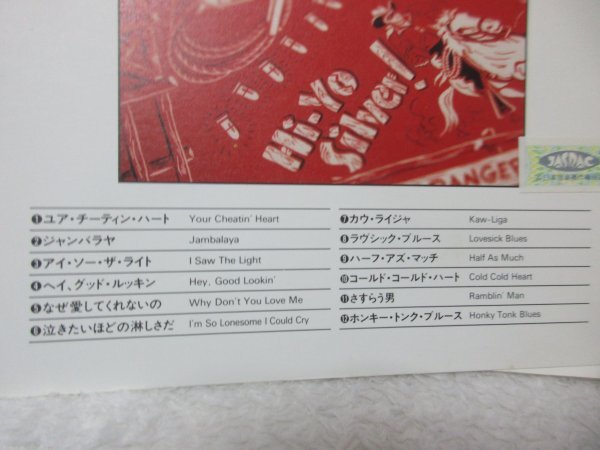 Hi-Yo
Silver!
RANGER
JASRAC
❶ユア・チーティン・ハート Your Cheatin' Heart
❷ジャンバラヤ Jambalaya
❸アイ・ソー・ザ・ライト I Saw The Light
❹ヘイ, グッド・ルッキン Hey, Good Lookin'
❺なぜ愛してくれないの Why Don't You Love Me
❻泣きたいほどの淋しさだ I'm So Lonesome I Could Cry
❼カウ・ライジャ Kaw-Liga
❽ラヴシック・ブルース Lovesick Blues
❾ハーフ・アズ・マッチ Half As Much
❿コールド・コールド・ハート Cold Cold Heart
⓫さすらう男 Ramblin' Man
⓬ホンキー・トンク・ブルース Honky Tonk Blues